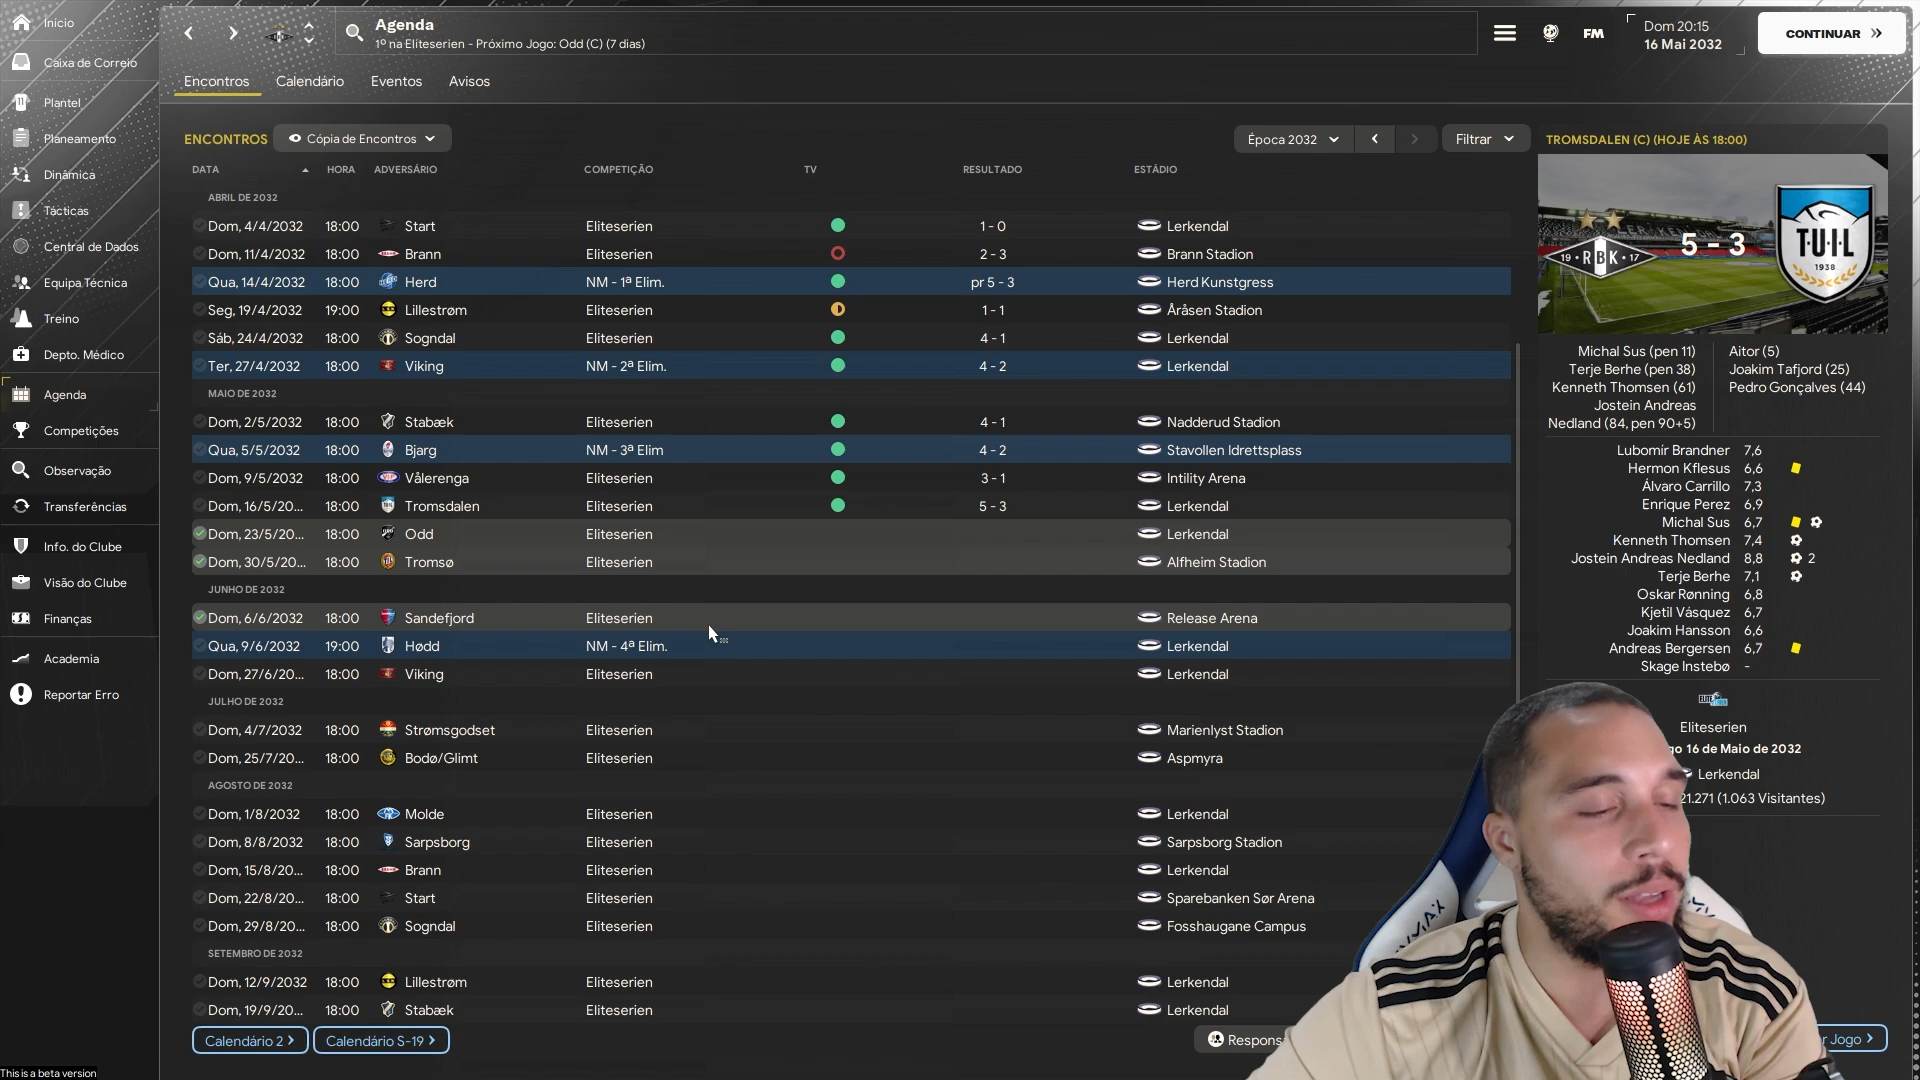 Início
Caixa de Correio
Plantel
Planeamento
Dinâmica
Tácticas
Central de Dados
Equipa Técnica
Treino
Depto. Médico
Agenda
Competições
Observação
Transferências
Info. do Clube
Visão do Clube
Finanças
Academia
Reportar Erro
This is a beta version
Agenda
1º na Eliteserien - Próximo Jogo: Odd (C) (7 dias)
FM
Dom 20:15
16 Mai 2032
CONTINUAR
Encontros Calendário Eventos Avisos
ENCONTROS Cópia de Encontros Época 2032 Filtrar
DATA HORA ADVERSÁRIO COMPETIÇÃO TV RESULTADO ESTÁDIO
ABRIL DE 2032
Dom, 4/4/2032 18:00 Start Eliteserien 1 - 0 Lerkendal
Dom, 11/4/2032 18:00 Brann Eliteserien 2 - 3 Brann Stadion
Qua, 14/4/2032 18:00 Herd NM - 1ª Elim. pr 5 - 3 Herd Kunstgress
Seg, 19/4/2032 19:00 Lillestrøm Eliteserien 1 - 1 Åråsen Stadion
Sáb, 24/4/2032 18:00 Sogndal Eliteserien 4 - 1 Lerkendal
Ter, 27/4/2032 18:00 Viking NM - 2ª Elim. 4 - 2 Lerkendal
MAIO DE 2032
Dom, 2/5/2032 18:00 Stabæk Eliteserien 4 - 1 Nadderud Stadion
Qua, 5/5/2032 18:00 Bjarg NM - 3ª Elim 4 - 2 Stavollen Idrettsplass
Dom, 9/5/2032 18:00 Vålerenga Eliteserien 3 - 1 Intility Arena
Dom, 16/5/20... 18:00 Tromsdalen Eliteserien 5 - 3 Lerkendal
Dom, 23/5/20... 18:00 Odd Eliteserien Lerkendal
Dom, 30/5/20... 18:00 Tromsø Eliteserien Alfheim Stadion
JUNHO DE 2032
Dom, 6/6/2032 18:00 Sandefjord Eliteserien Release Arena
Qua, 9/6/2032 19:00 Hødd NM - 4ª Elim. Lerkendal
Dom, 27/6/20... 18:00 Viking Eliteserien Lerkendal
JULHO DE 2032
Dom, 4/7/2032 18:00 Strømsgodset Eliteserien Marienlyst Stadion
Dom, 25/7/20... 18:00 Bodø/Glimt Eliteserien Aspmyra
AGOSTO DE 2032
Dom, 1/8/2032 18:00 Molde Eliteserien Lerkendal
Dom, 8/8/2032 18:00 Sarpsborg Eliteserien Sarpsborg Stadion
Dom, 15/8/20... 18:00 Brann Eliteserien Lerkendal
Dom, 22/8/20... 18:00 Start Eliteserien Sparebanken Sør Arena
Dom, 29/8/20... 18:00 Sogndal Eliteserien Fosshaugane Campus
SETEMBRO DE 2032
Dom, 12/9/2032 18:00 Lillestrøm Eliteserien Lerkendal
Dom, 19/9/20... 18:00 Stabæk Eliteserien Lerkendal
Calendário 2 Calendário S-19 Respons
r Jogo
TROMSDALEN (C) (HOJE ÀS 18:00)
19 RBK 17
5 - 3
T.U.I.L
1938
Michal Sus (pen 11) Aitor (5)
Terje Berhe (pen 38) Joakim Tafjord (25)
Kenneth Thomsen (61) Pedro Gonçalves (44)
Jostein Andreas
Nedland (84, pen 90+5)
Lubomír Brandner 7,6
Hermon Kflesus 6,6
Álvaro Carrillo 7,3
Enrique Perez 6,9
Michal Sus 6,7
Kenneth Thomsen 7,4
Jostein Andreas Nedland 8,8 2
Terje Berhe 7,1
Oskar Rønning 6,8
Kjetil Vásquez 6,7
Joakim Hansson 6,6
Andreas Bergersen 6,7
Skage Instebø -
Eliteserien
go 16 de Maio de 2032
Lerkendal
21.271 (1.063 Visitantes)